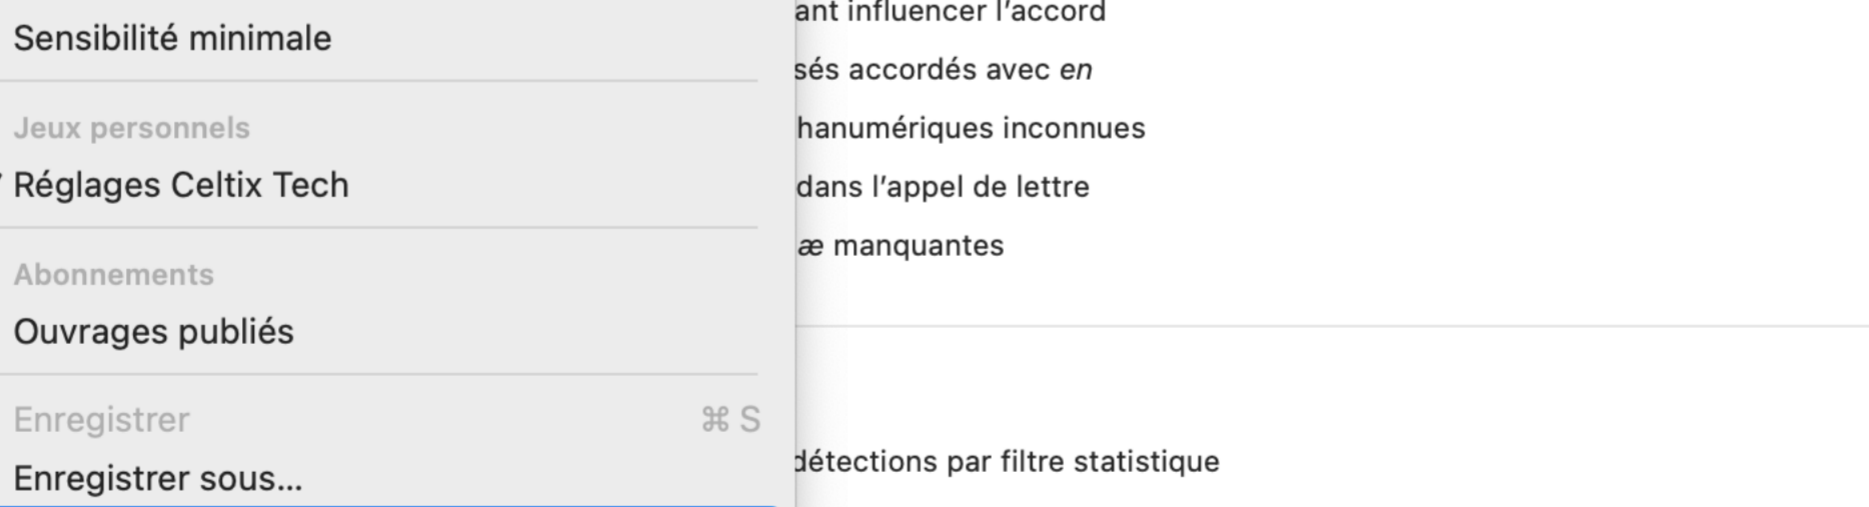 Sensibilité minimale
Jeux personnels
Réglages Celtix Tech
Abonnements
Ouvrages publiés
Enregistrer ⌘ S
Enregistrer sous...
ant influencer l’accord
sés accordés avec en
hanumériques inconnues
dans l’appel de lettre
æ manquantes
détections par filtre statistique